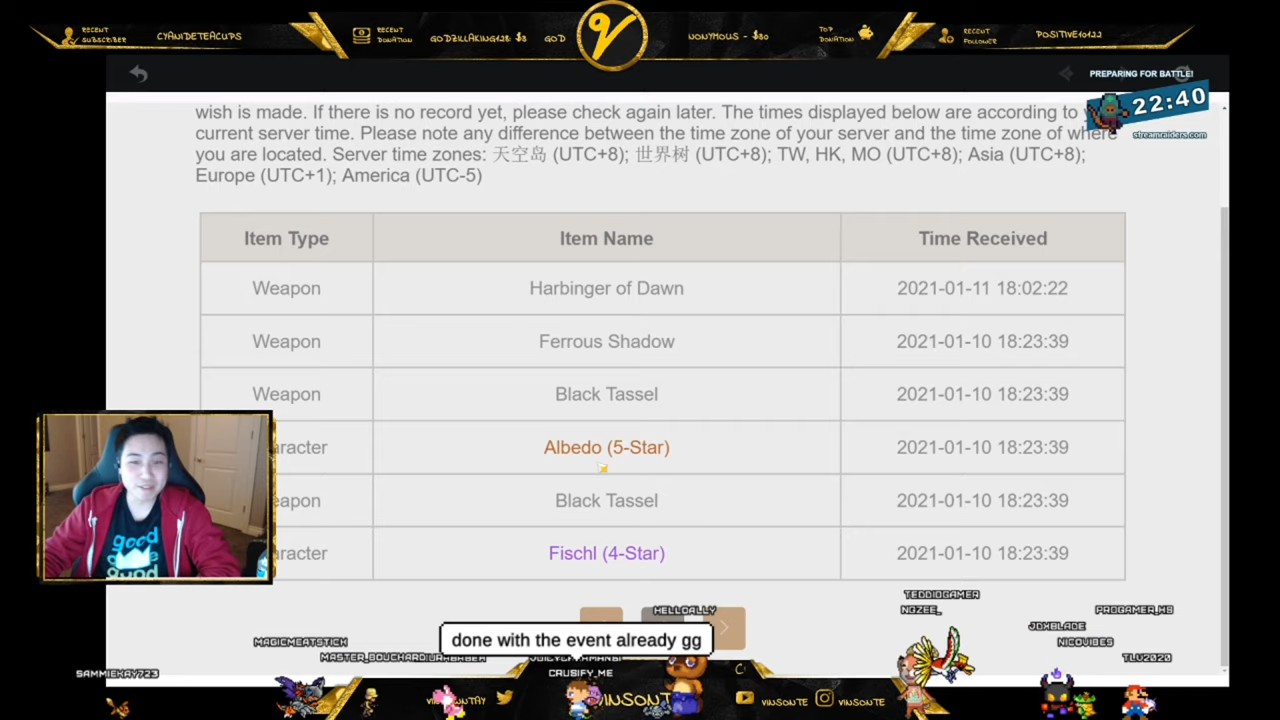 RECENT
SUBSCRIBER
CYANIDETEACUPS
RECENT
DONATION
GODZILLAKING128: $3
GOD
NONYMOUS - $30
TOP
DONATION
RECENT
FOLLOWER
POSITIVE10122
PREPARING FOR BATTLE!
22:40
streamraiders.com
wish is made. If there is no record yet, please check again later. The times displayed below are according to
current server time. Please note any difference between the time zone of your server and the time zone of where
you are located. Server time zones: 天空岛 (UTC+8); 世界树 (UTC+8); TW, HK, MO (UTC+8); Asia (UTC+8);
Europe (UTC+1); America (UTC-5)
Item Type Item Name Time Received
Weapon Harbinger of Dawn 2021-01-11 18:02:22
Weapon Ferrous Shadow 2021-01-10 18:23:39
Weapon Black Tassel 2021-01-10 18:23:39
aracter Albedo (5-Star) 2021-01-10 18:23:39
eapon Black Tassel 2021-01-10 18:23:39
aracter Fischl (4-Star) 2021-01-10 18:23:39
good
HELLOALLY
TEDDIOGAMER
NGZEE_
PROGAMER_MB
JDXBLADE
NICOVIBES
TLV2020
done with the event already gg
MAGICMEATSTICK
SAMMIEKAY723
CRUSIFY_ME
VINSONTE
VINSONTE